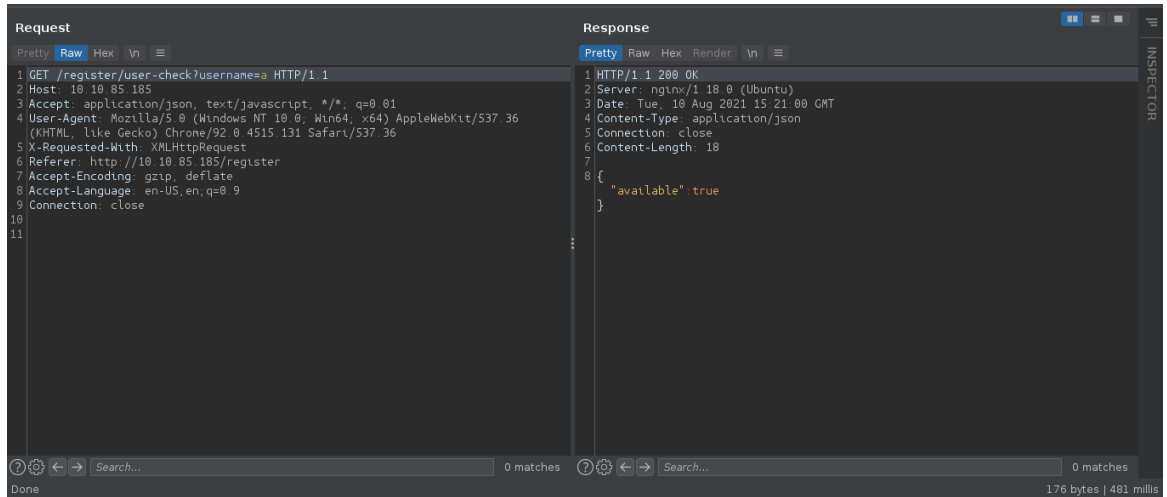 Request
Pretty Raw Hex \n
1 GET /register/user-check?username=a HTTP/1.1
2 Host: 10.10.85.185
3 Accept: application/json, text/javascript, */*; q=0.01
4 User-Agent: Mozilla/5.0 (Windows NT 10.0; Win64; x64) AppleWebKit/537.36
(KHTML, like Gecko) Chrome/92.0.4515.131 Safari/537.36
5 X-Requested-With: XMLHttpRequest
6 Referer: http://10.10.85.185/register
7 Accept-Encoding: gzip, deflate
8 Accept-Language: en-US,en;q=0.9
9 Connection: close
10
11
Search... 0 matches
Done
Response
Pretty Raw Hex Render \n
1 HTTP/1.1 200 OK
2 Server: nginx/1.18.0 (Ubuntu)
3 Date: Tue, 10 Aug 2021 15:21:00 GMT
4 Content-Type: application/json
5 Connection: close
6 Content-Length: 18
7
8 {
"available":true
}
Search... 0 matches
176 bytes | 481 millis
INSPECTOR